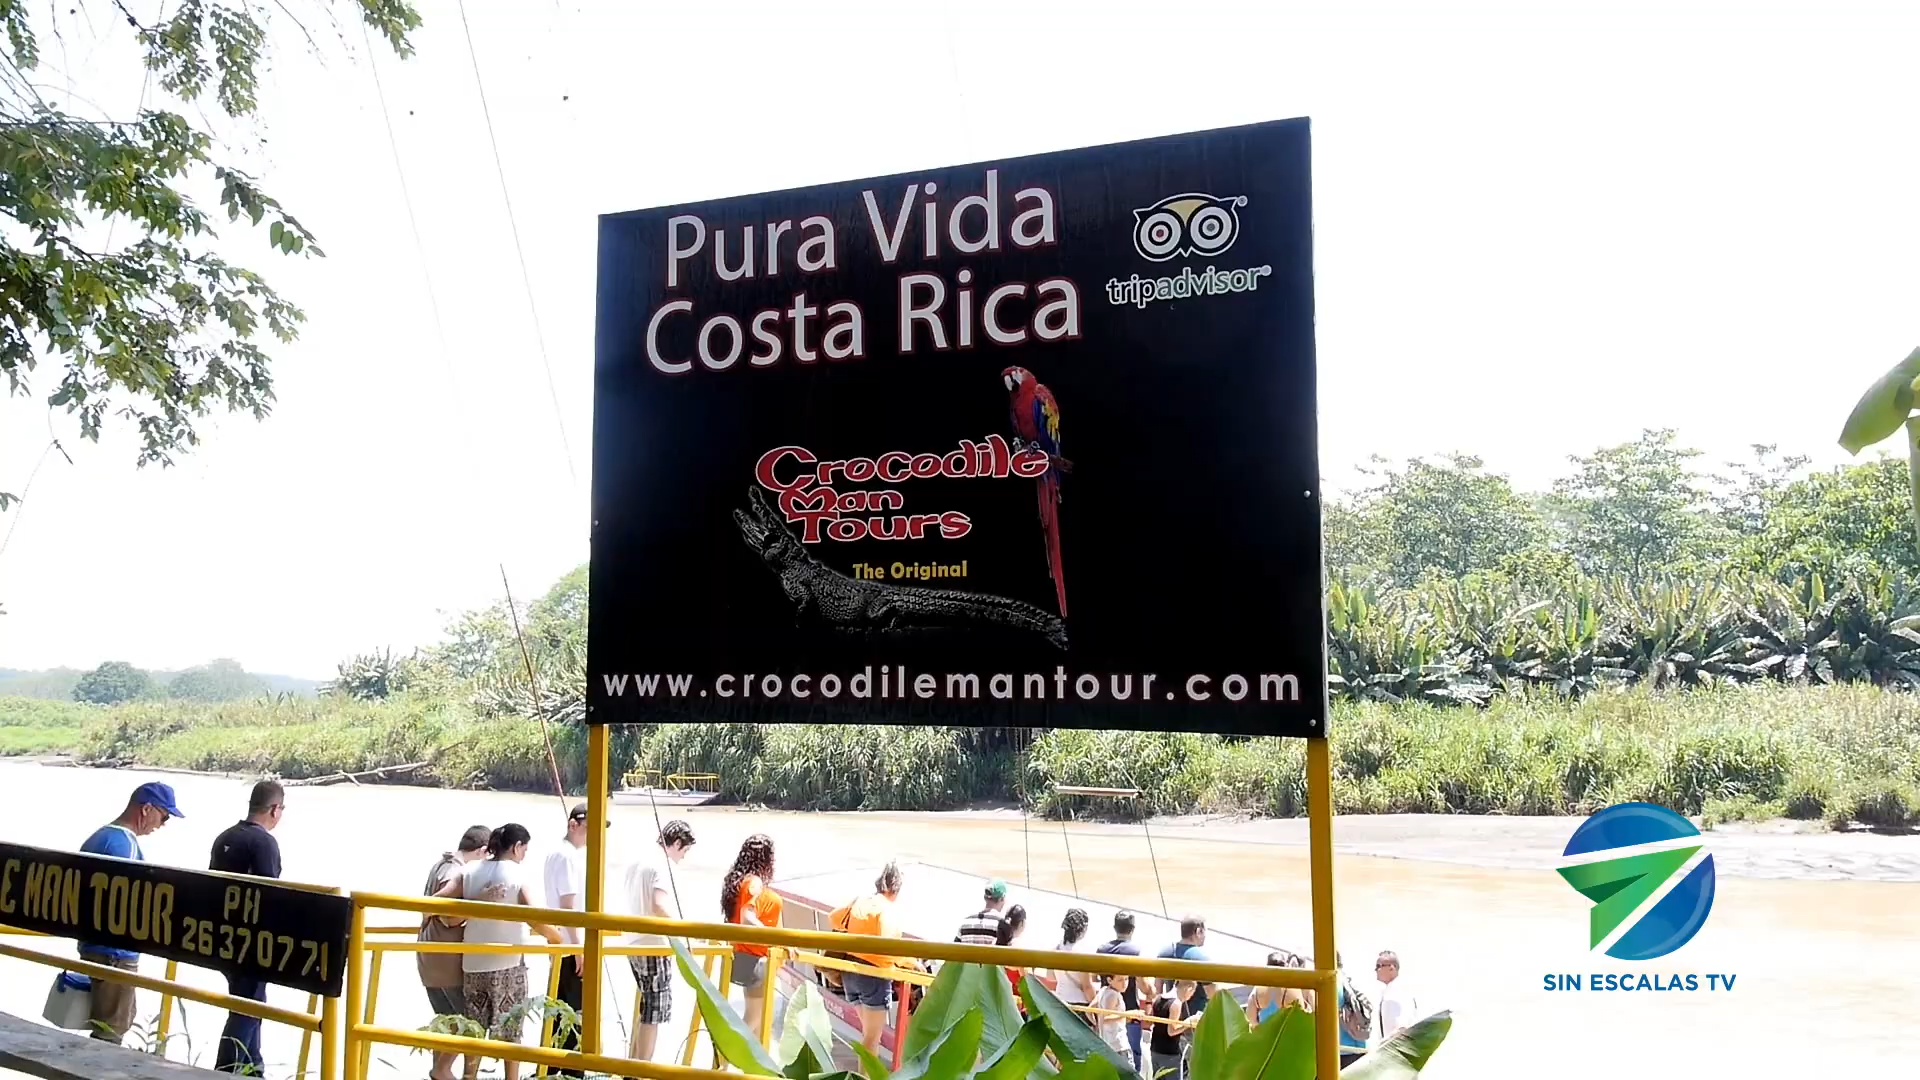 Pura Vida
Costa Rica
tripadvisor®
Crocodile
Man
Tours
The Original
www.crocodilemantour.com
E MAN TOUR
PH
26370771
SIN ESCALAS TV